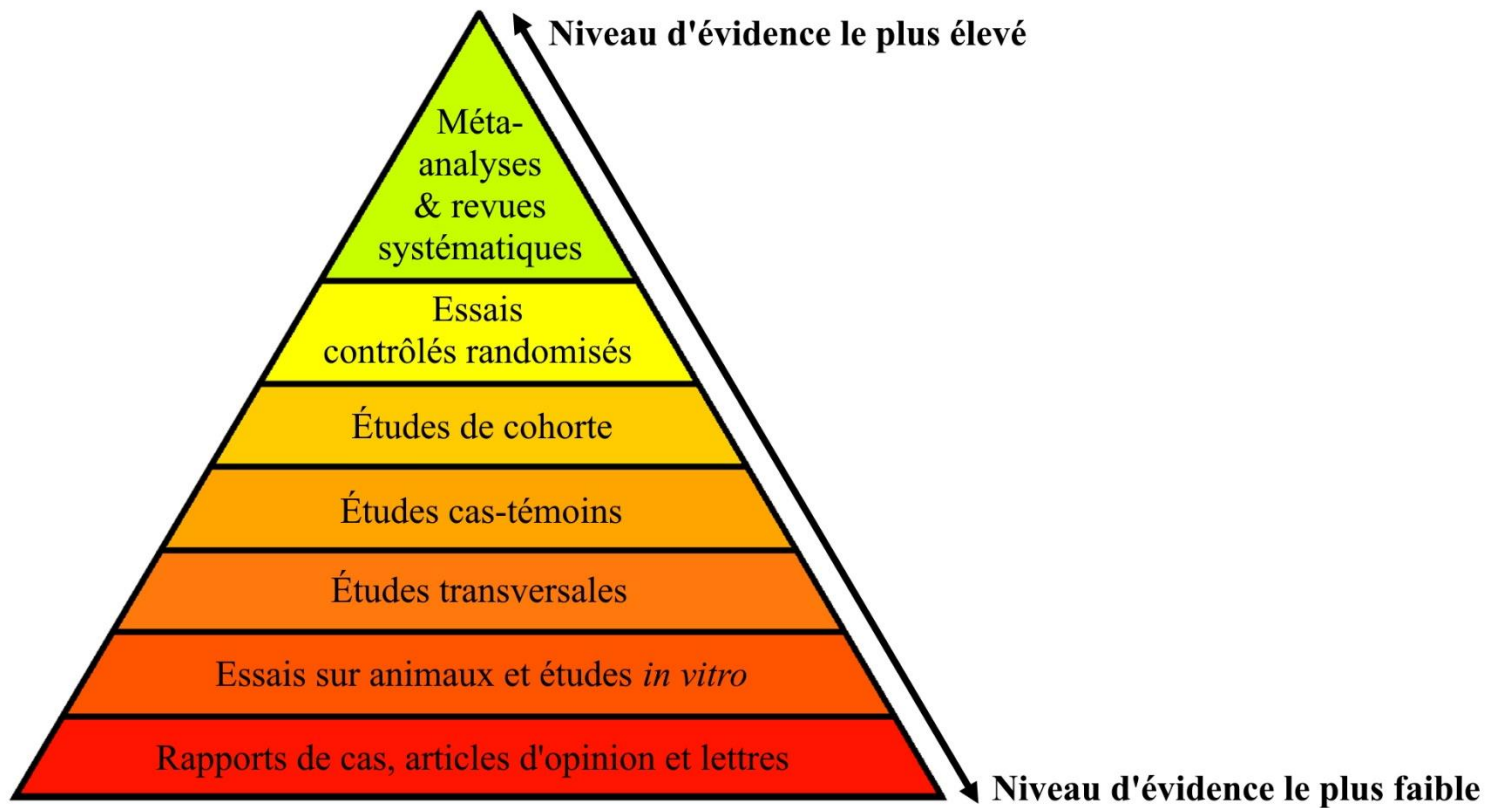 Niveau d'évidence le plus élevé
Méta-
analyses
& revues
systématiques
Essais
contrôlés randomisés
Études de cohorte
Études cas-témoins
Études transversales
Essais sur animaux et études in vitro
Rapports de cas, articles d'opinion et lettres
Niveau d'évidence le plus faible